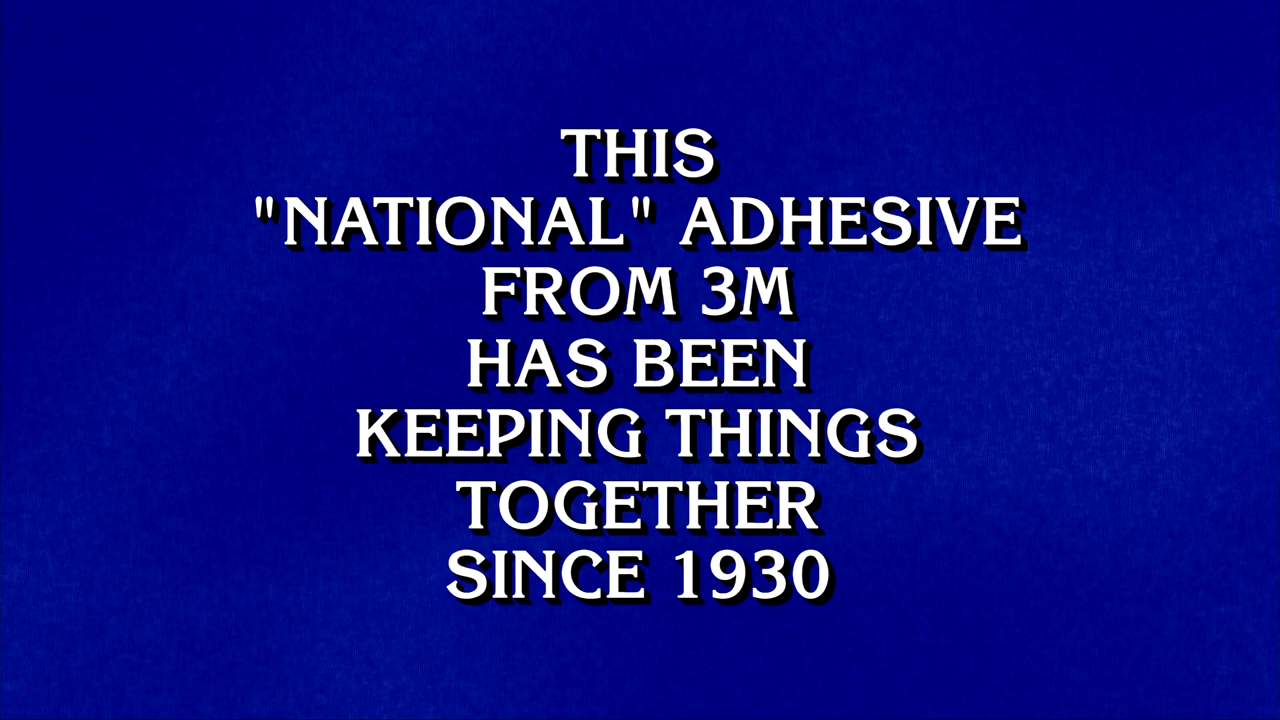 THIS
"NATIONAL" ADHESIVE
FROM 3M
HAS BEEN
KEEPING THINGS
TOGETHER
SINCE 1930